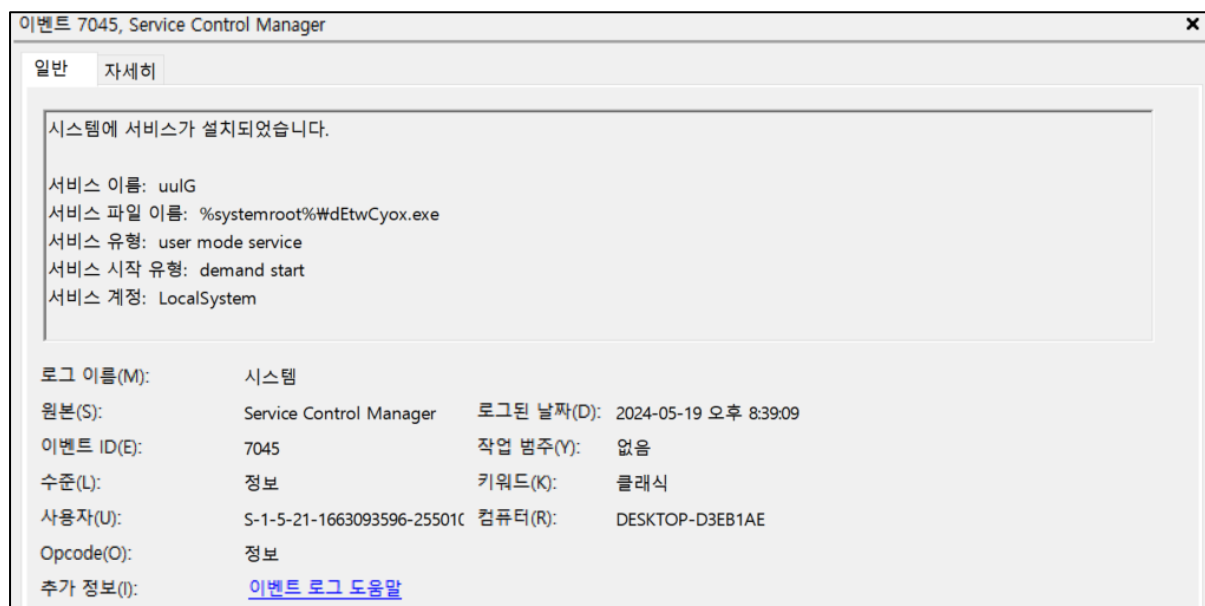 이벤트 7045, Service Control Manager
일반 자세히
시스템에 서비스가 설치되었습니다.
서비스 이름: uulG
서비스 파일 이름: %systemroot%₩dEtwCyox.exe
서비스 유형: user mode service
서비스 시작 유형: demand start
서비스 계정: LocalSystem
로그 이름(M): 시스템
원본(S): Service Control Manager 로그된 날짜(D): 2024-05-19 오후 8:39:09
이벤트 ID(E): 7045 작업 범주(Y): 없음
수준(L): 정보 키워드(K): 클래식
사용자(U): S-1-5-21-1663093596-25501( 컴퓨터(R): DESKTOP-D3EB1AE
Opcode(O): 정보
추가 정보(I): 이벤트 로그 도움말